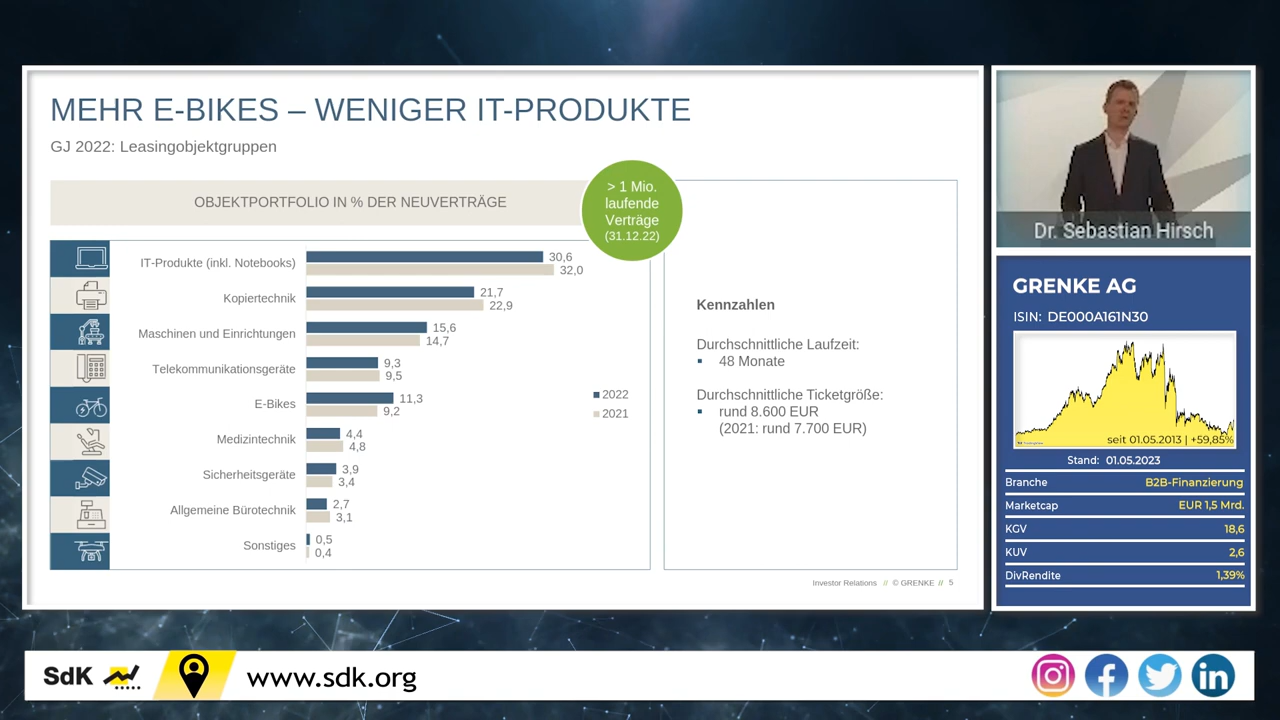 MEHR E-BIKES – WENIGER IT-PRODUKTE
GJ 2022: Leasingobjektgruppen
OBJEKTPORTFOLIO IN % DER NEUVERTRÄGE
> 1 Mio.
laufende
Verträge
(31.12.22)
IT-Produkte (inkl. Notebooks)
30,6
32,0
Kopiertechnik
21,7
22,9
Maschinen und Einrichtungen
15,6
14,7
Telekommunikationsgeräte
9,3
9,5
E-Bikes
11,3
9,2
Medizintechnik
4,4
4,8
Sicherheitsgeräte
3,9
3,4
Allgemeine Bürotechnik
2,7
3,1
Sonstiges
0,5
0,4
2022
2021
Kennzahlen
Durchschnittliche Laufzeit:
▪ 48 Monate
Durchschnittliche Ticketgröße:
▪ rund 8.600 EUR
(2021: rund 7.700 EUR)
Investor Relations // © GRENKE // 5
Dr. Sebastian Hirsch
GRENKE AG
ISIN: DE000A161N30
seit 01.05.2013 | +59,85%
Stand: 01.05.2023
Branche B2B-Finanzierung
Marketcap EUR 1,5 Mrd.
KGV 18,6
KUV 2,6
DivRendite 1,39%
SdK
www.sdk.org